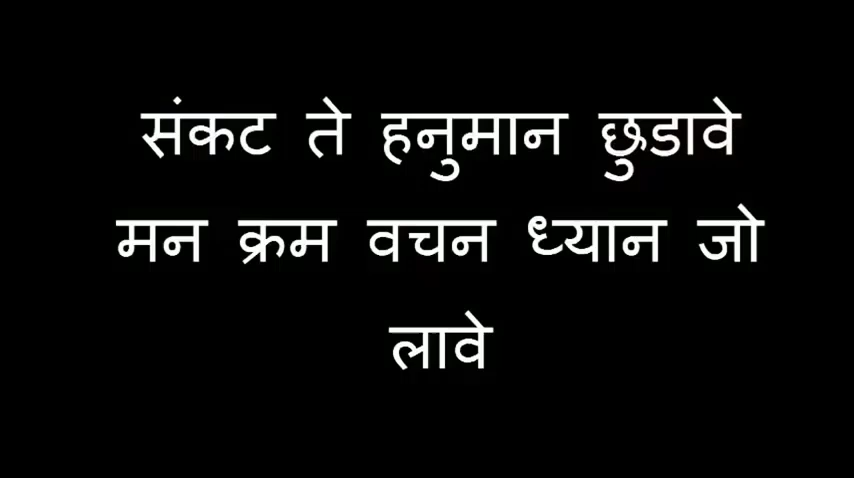 संकट ते हनुमान छुडावे
मन क्रम वचन ध्यान जो
लावे